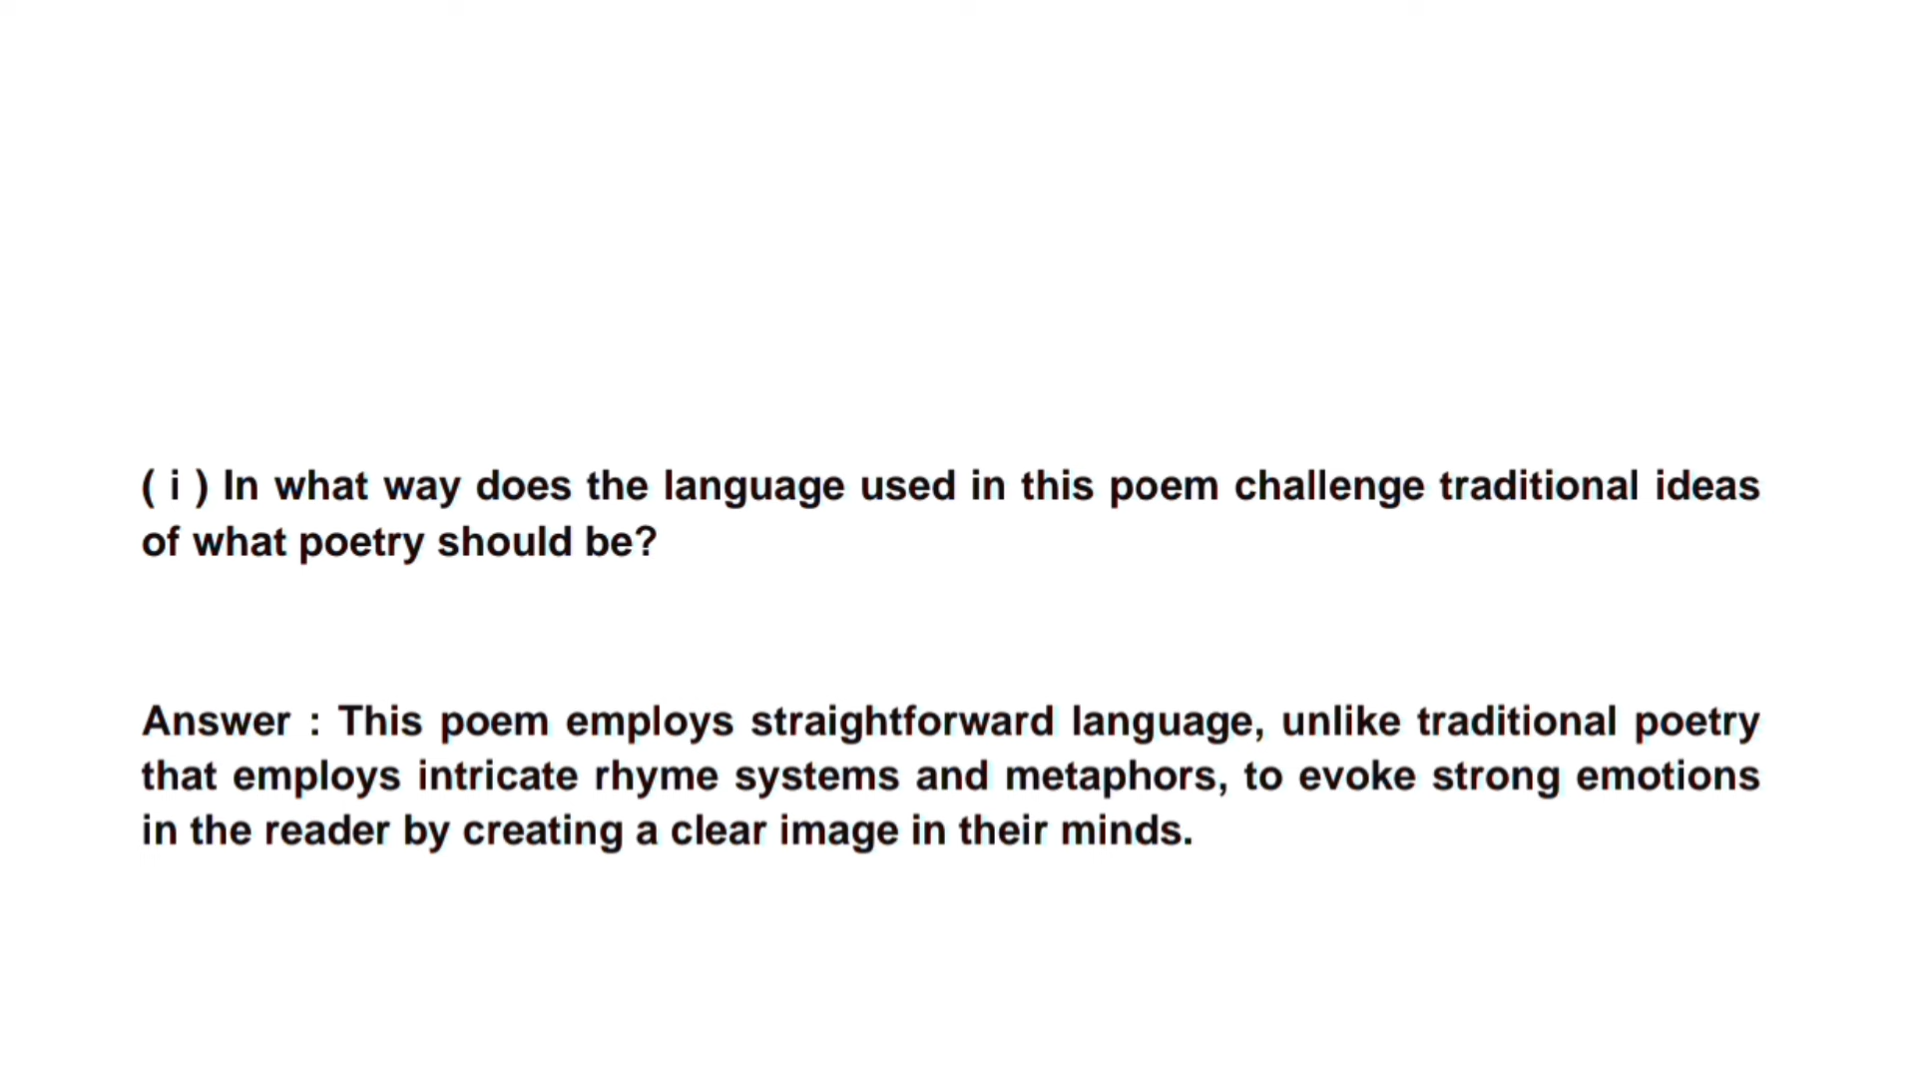 ( i ) In what way does the language used in this poem challenge traditional ideas
of what poetry should be?
Answer : This poem employs straightforward language, unlike traditional poetry
that employs intricate rhyme systems and metaphors, to evoke strong emotions
in the reader by creating a clear image in their minds.